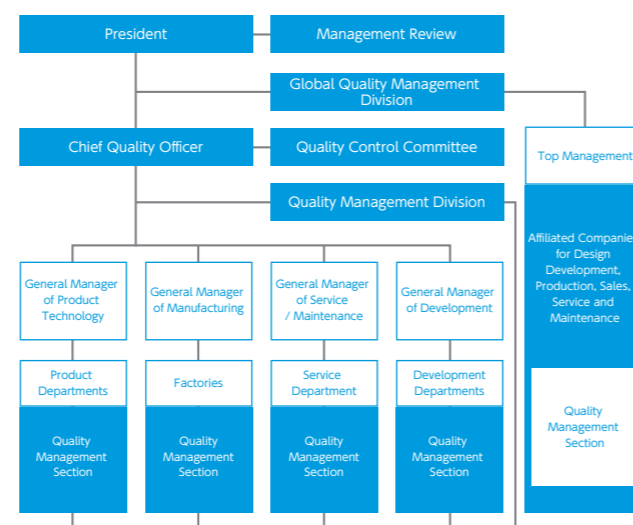 President
Management Review
Global Quality Management
Division
Chief Quality Officer
Quality Control Committee
Top Management
Quality Management Division
Affiliated Companie
for Design
Development,
Production, Sales,
Service and
Maintenance
General Manager
of Product
Technology
General Manager
of Manufacturing
General Manager
of Service
/ Maintenance
General Manager
of Development
Product
Departments
Factories
Service
Department
Development
Departments
Quality
Management
Section
Quality
Management
Section
Quality
Management
Section
Quality
Management
Section
Quality
Management
Section